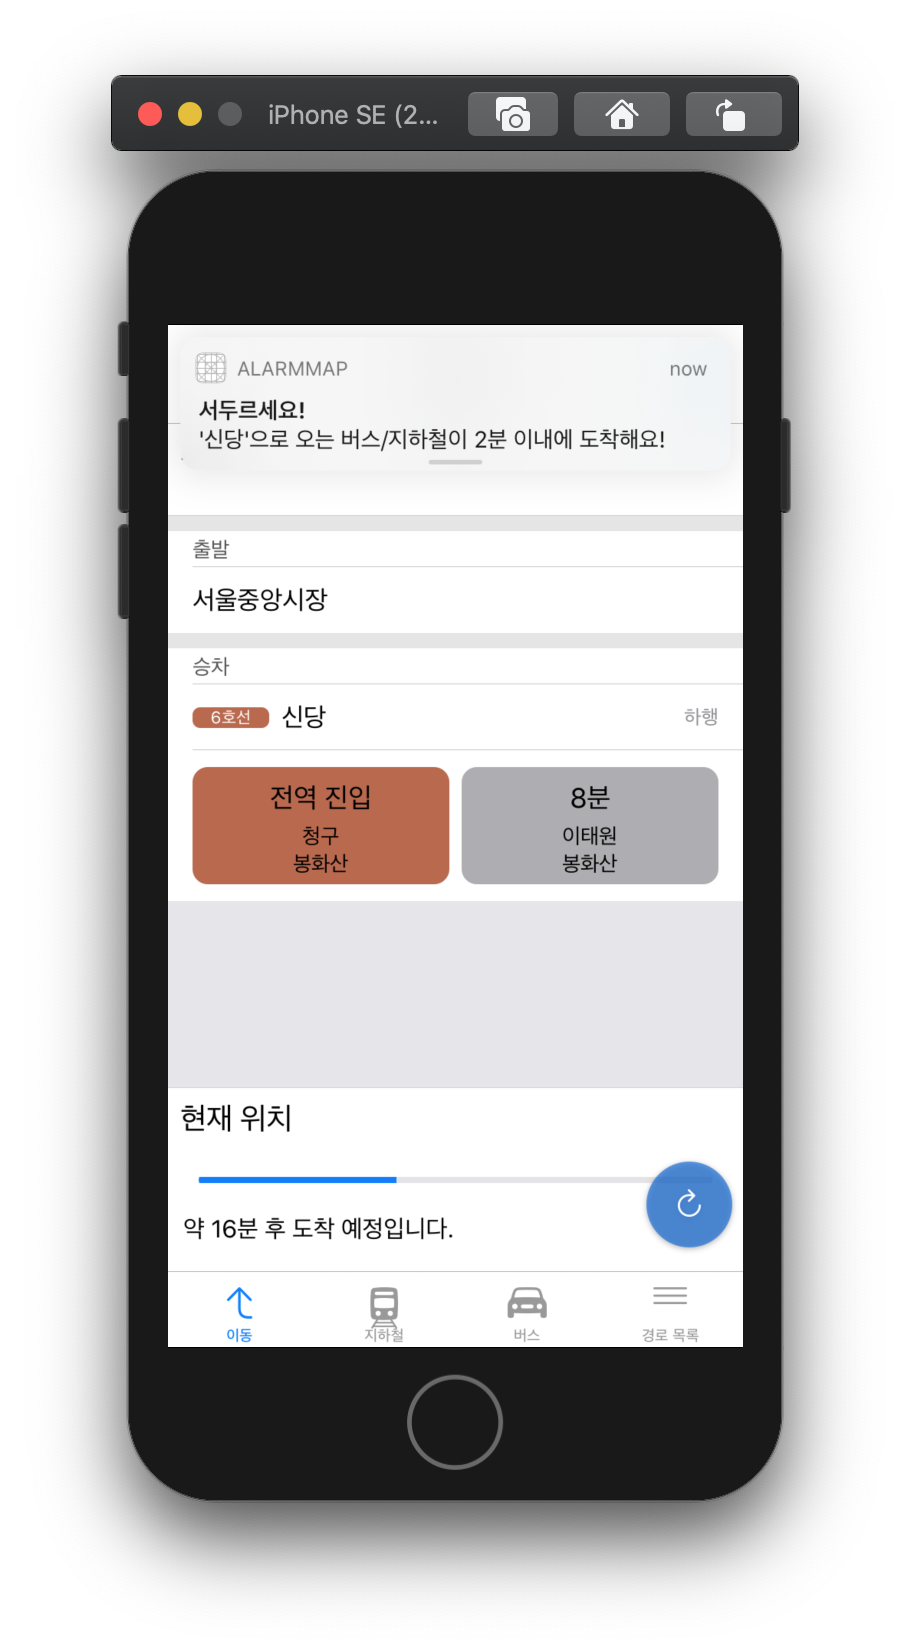 iPhone SE (2...
ALARMMAP
now
서두르세요!
'신당'으로 오는 버스/지하철이 2분 이내에 도착해요!
출발
서울중앙시장
승차
6호선 신당 하행
전역 진입
청구
봉화산
8분
이태원
봉화산
현재 위치
약 16분 후 도착 예정입니다.
이동
지하철
버스
경로 목록